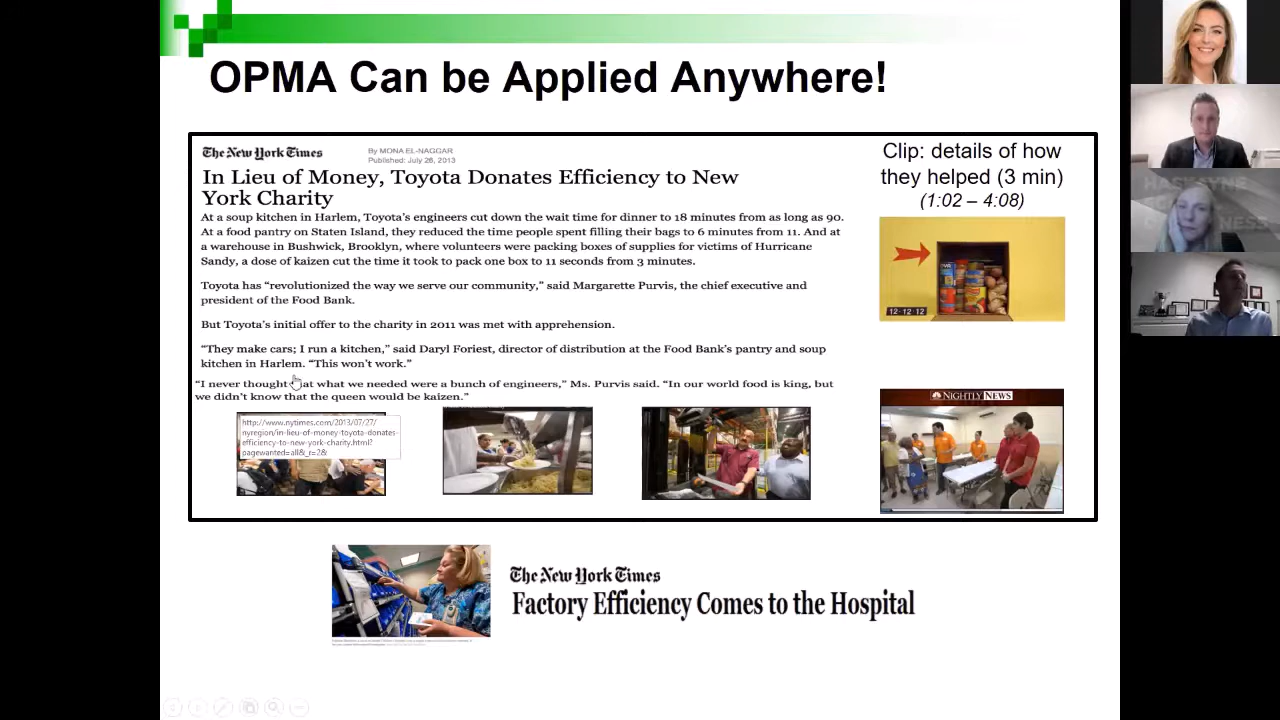 OPMA Can be Applied Anywhere!
The New York Times
By MONA EL-NAGGAR
Published: July 26, 2013
In Lieu of Money, Toyota Donates Efficiency to New
York Charity
At a soup kitchen in Harlem, Toyota's engineers cut down the wait time for dinner to 18 minutes from as long as 90.
At a food pantry on Staten Island, they reduced the time people spent filling their bags to 6 minutes from 11. And at
a warehouse in Bushwick, Brooklyn, where volunteers were packing boxes of supplies for victims of Hurricane
Sandy, a dose of kaizen cut the time it took to pack one box to 11 seconds from 3 minutes.
Toyota has “revolutionized the way we serve our community,” said Margarette Purvis, the chief executive and
president of the Food Bank.
But Toyota's initial offer to the charity in 2011 was met with apprehension.
“They make cars; I run a kitchen,” said Daryl Foriest, director of distribution at the Food Bank's pantry and soup
kitchen in Harlem. “This won't work.”
“I never thought that what we needed were a bunch of engineers,” Ms. Purvis said. “In our world food is king, but
we didn't know that the queen would be kaizen.”
http://www.nytimes.com/2013/07/27/
nyregion/in-lieu-of-money-toyota-donates-
efficiency-to-new-york-charity.html?
pagewanted=all&_r=2&
Clip: details of how
they helped (3 min)
(1:02 – 4:08)
12-12-12
NIGHTLY NEWS
The New York Times
Factory Efficiency Comes to the Hospital